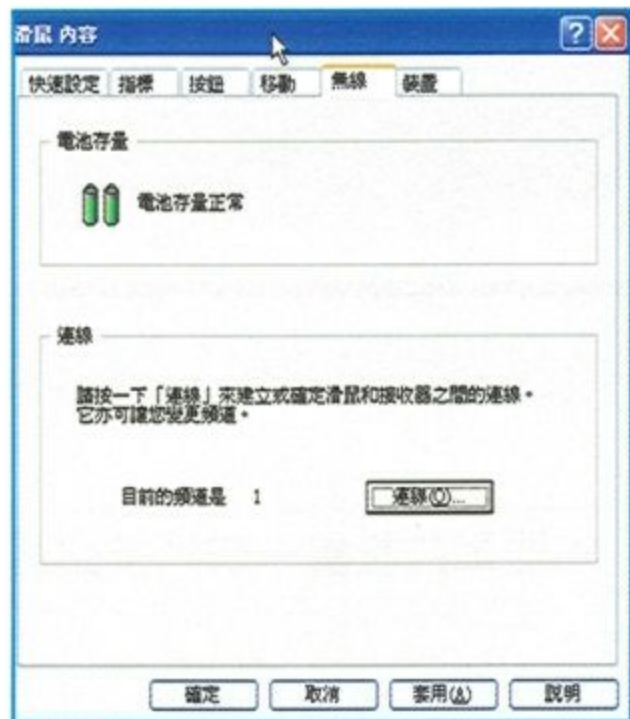 滑鼠 內容
快速設定 指標 按鈕 移動 無線 裝置
電池存量
電池存量正常
連線
請按一下「連線」來建立或確定滑鼠和接收器之間的連線。
它亦可讓您變更頻道。
目前的頻道是 1 連線(O)...
確定 取消 套用(A) 說明